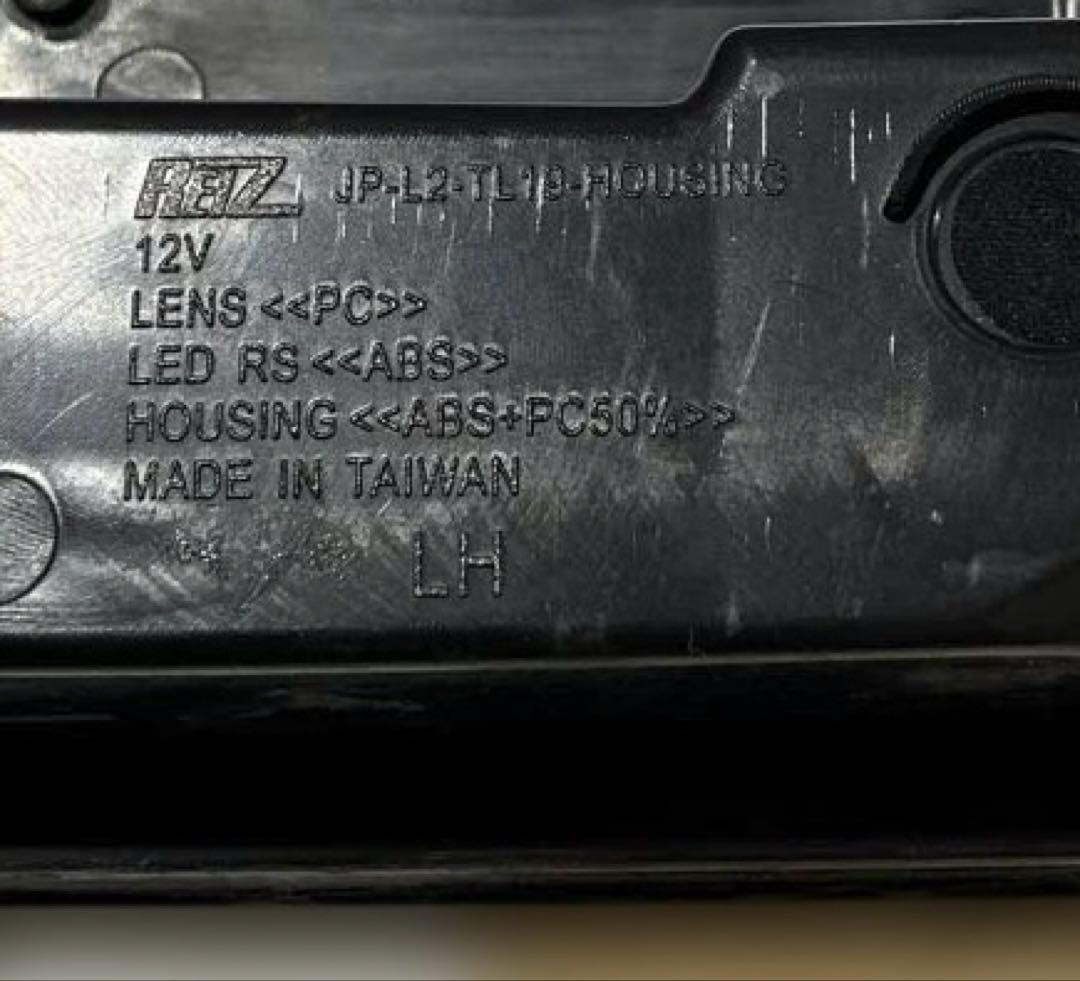 REIZ JP-L2-TL19-HOUSING
12V
LENS <<PC>>
LED RS <<ABS>>
HOUSING <<ABS+PC50%>>
MADE IN TAIWAN
LH